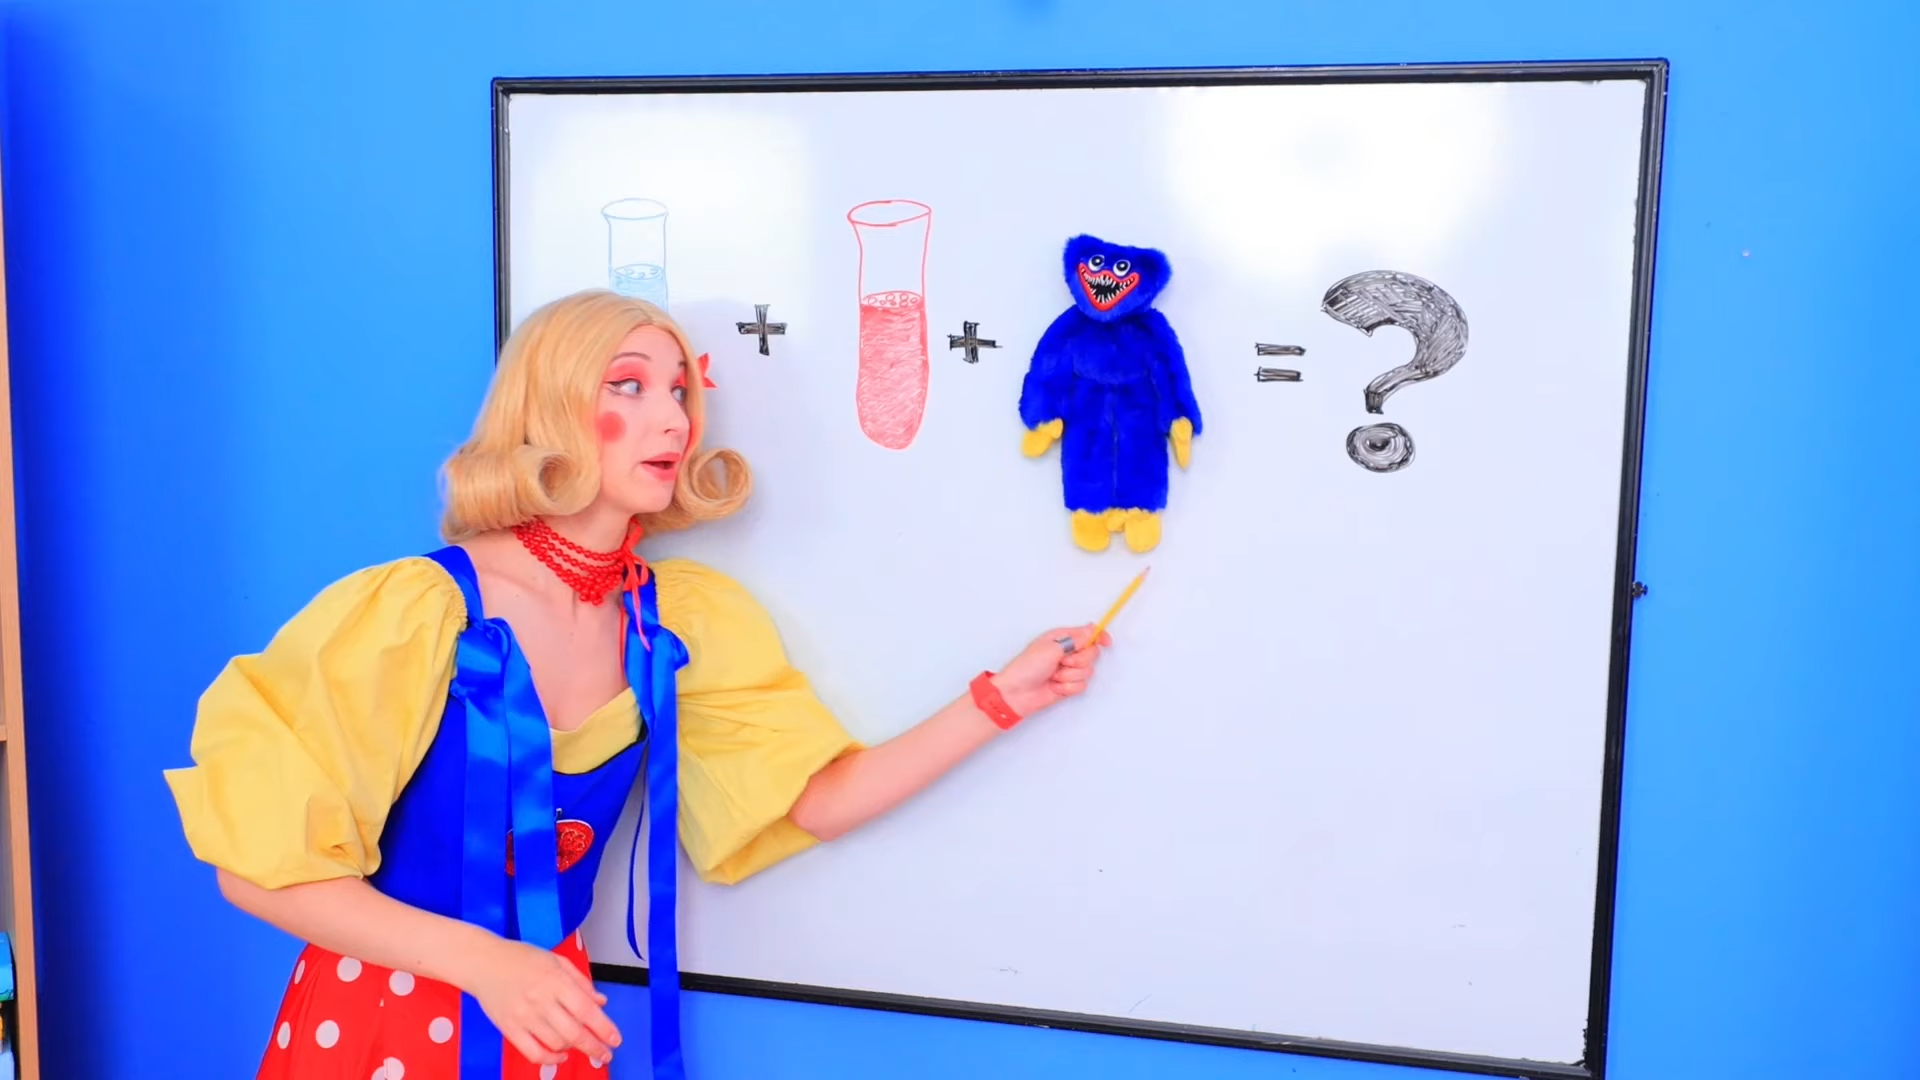 + + = ?